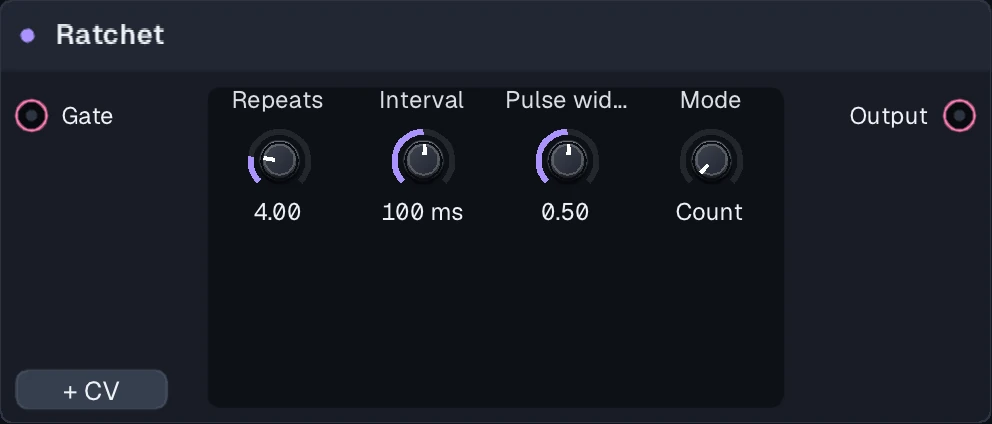 Ratchet
Gate
Repeats Interval Pulse wid... Mode
Output
4.00 100 ms 0.50 Count
+ CV